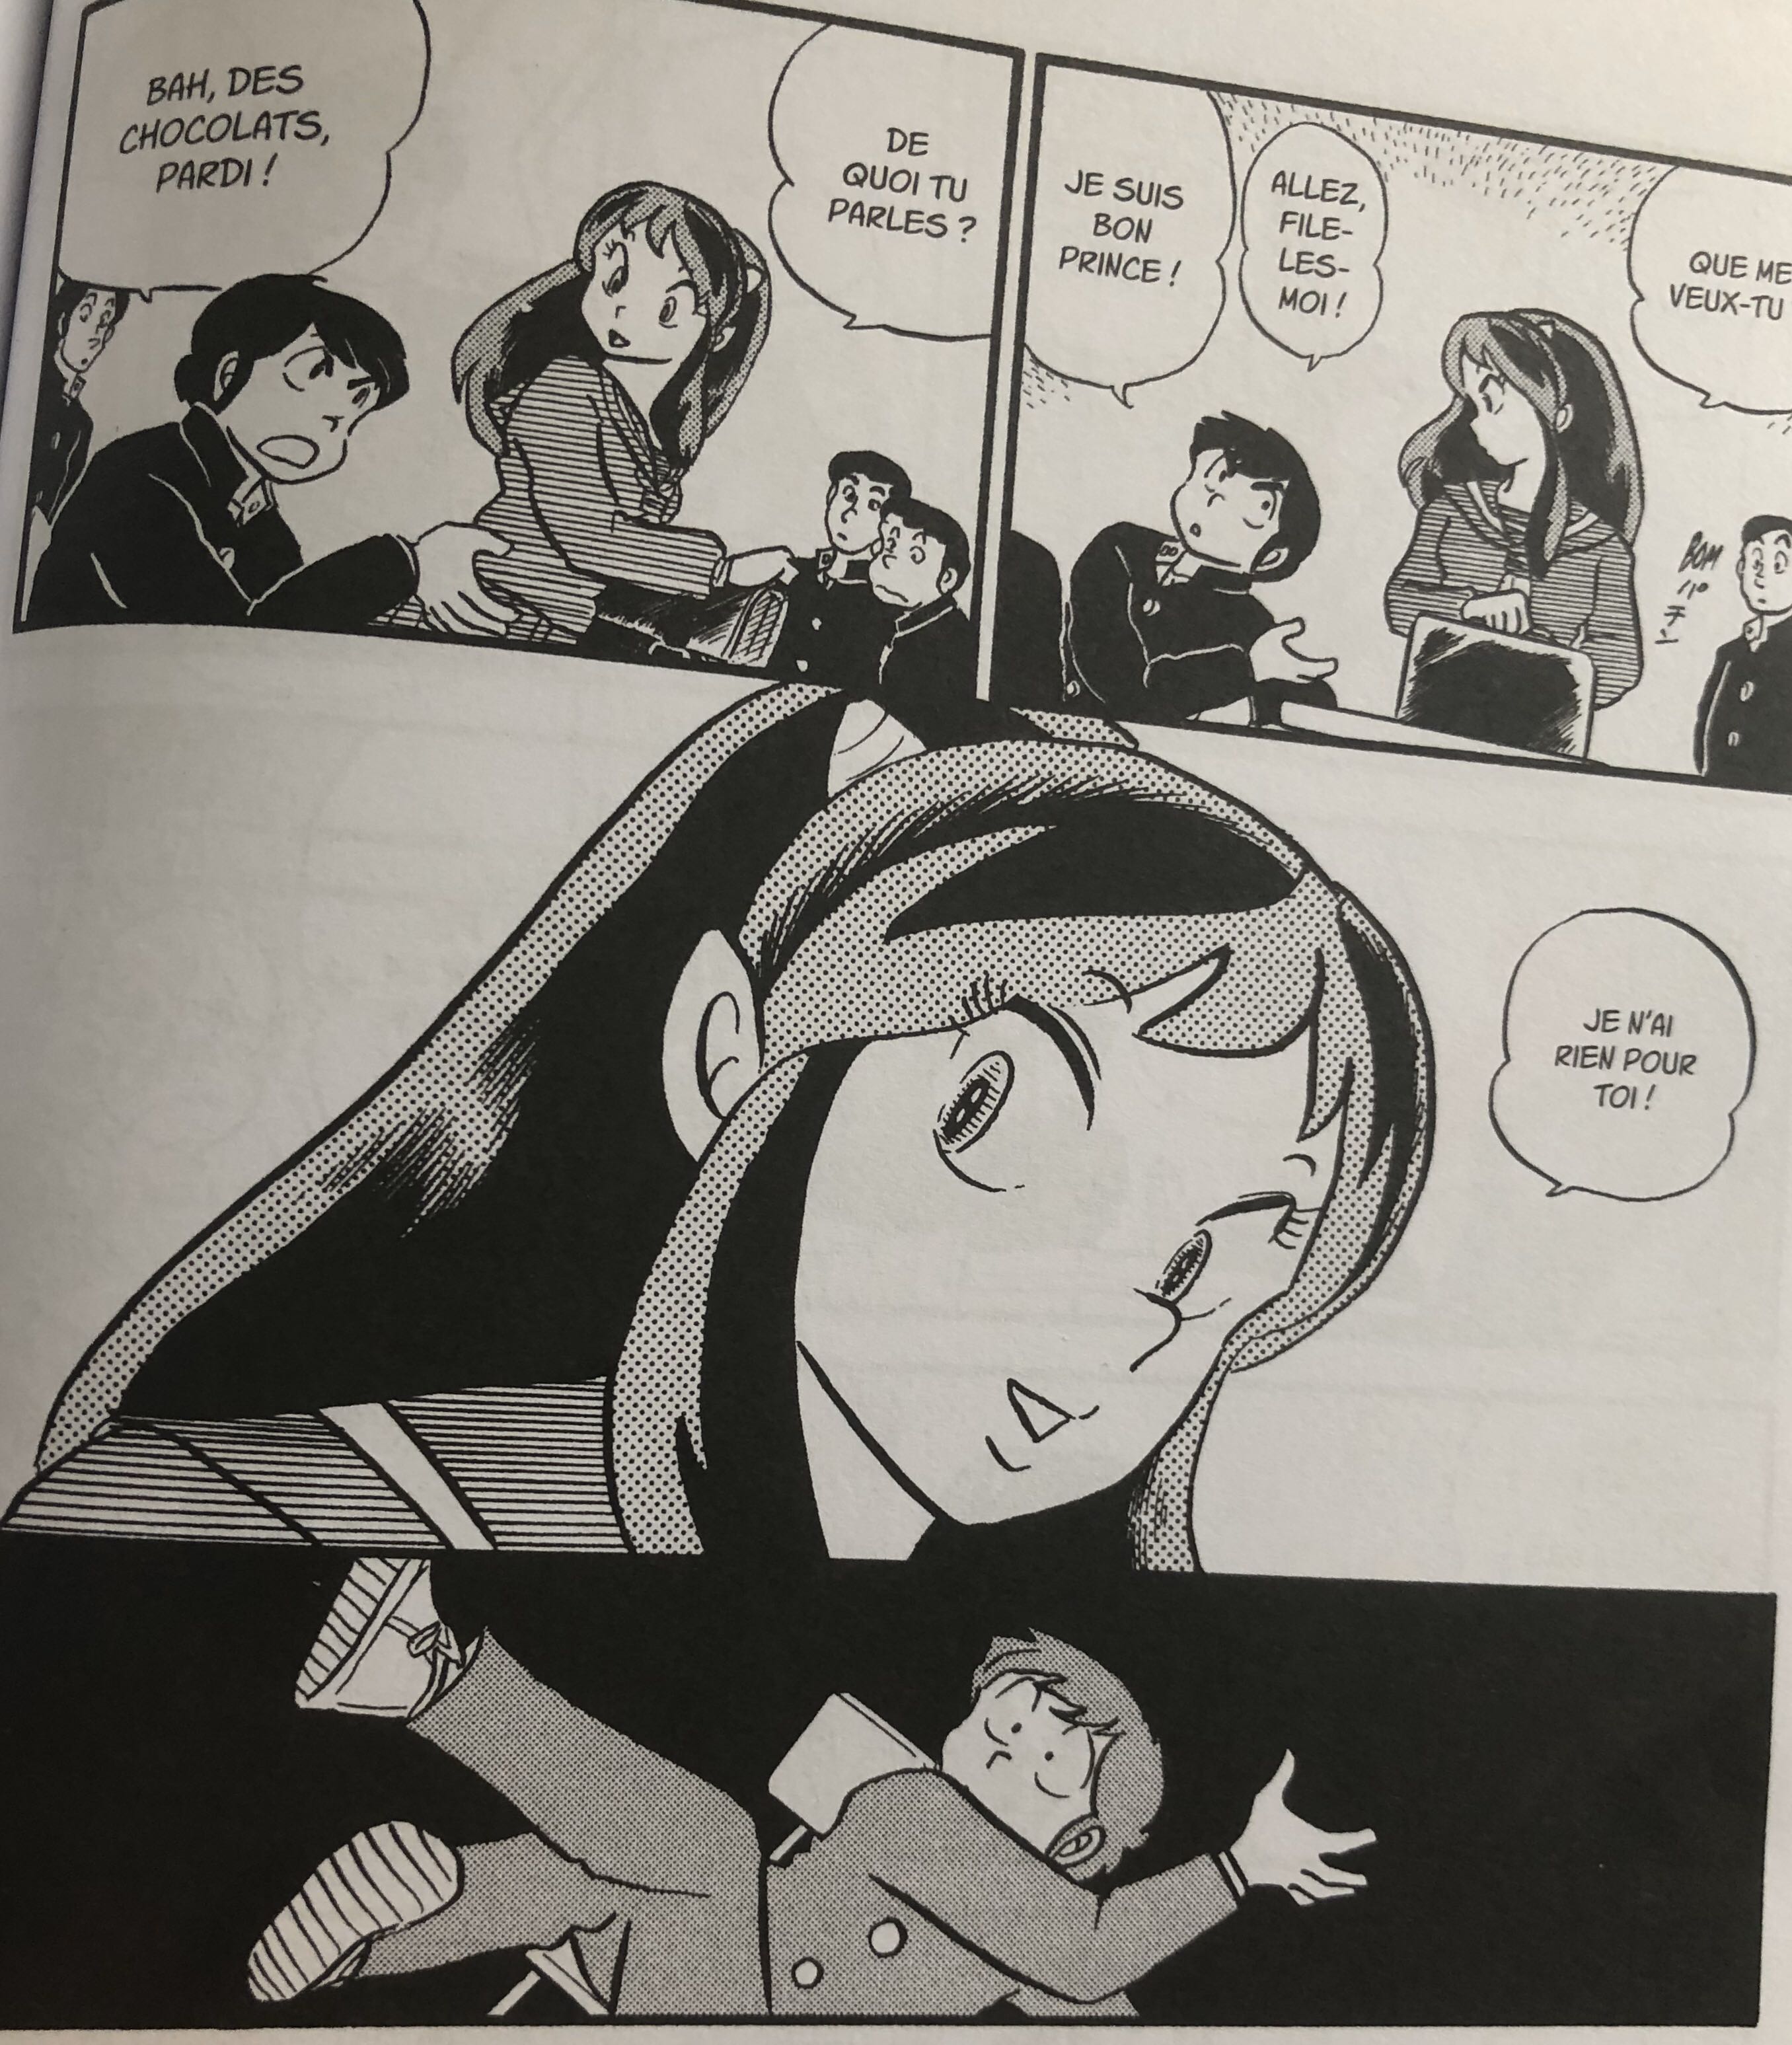 QUE ME
VEUX-TU
ALLEZ,
FILE-
LES-
MOI !
JE SUIS
BON
PRINCE !
BOM
DE
QUOI TU
PARLES ?
BAH, DES
CHOCOLATS,
PARDI !
JE N'AI
RIEN POUR
TOI !